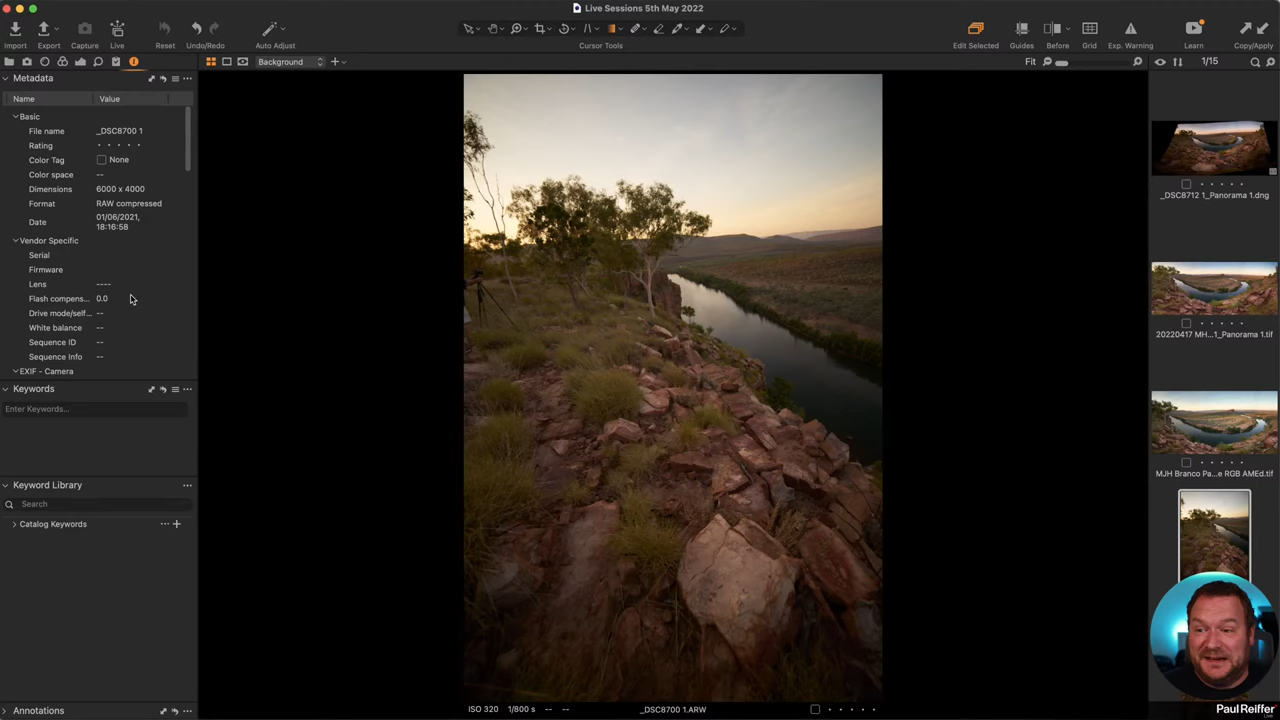 Live Sessions 5th May 2022
Import Export Capture Live Reset Undo/Redo Auto Adjust Cursor Tools Edit Selected Guides Before Grid Exp. Warning Learn Copy/Apply
Background Fit 1/15
Metadata
Name Value
Basic
File name _DSC8700 1
Rating
Color Tag None
Color space --
Dimensions 6000 x 4000
Format RAW compressed
Date 01/06/2021,
18:16:58
Vendor Specific
Serial
Firmware
Lens ----
Flash compens... 0.0
Drive mode/self... --
White balance --
Sequence ID --
Sequence Info --
EXIF - Camera
Keywords
Enter Keywords...
Keyword Library
Search
Catalog Keywords
Annotations
ISO 320 1/800 s -- -- _DSC8700 1.ARW
_DSC8712 1_Panorama 1.dng
20220417 MH...1_Panorama 1.tif
MJH Branco Pa...e RGB AMEd.tif
PaulReiffer
Live